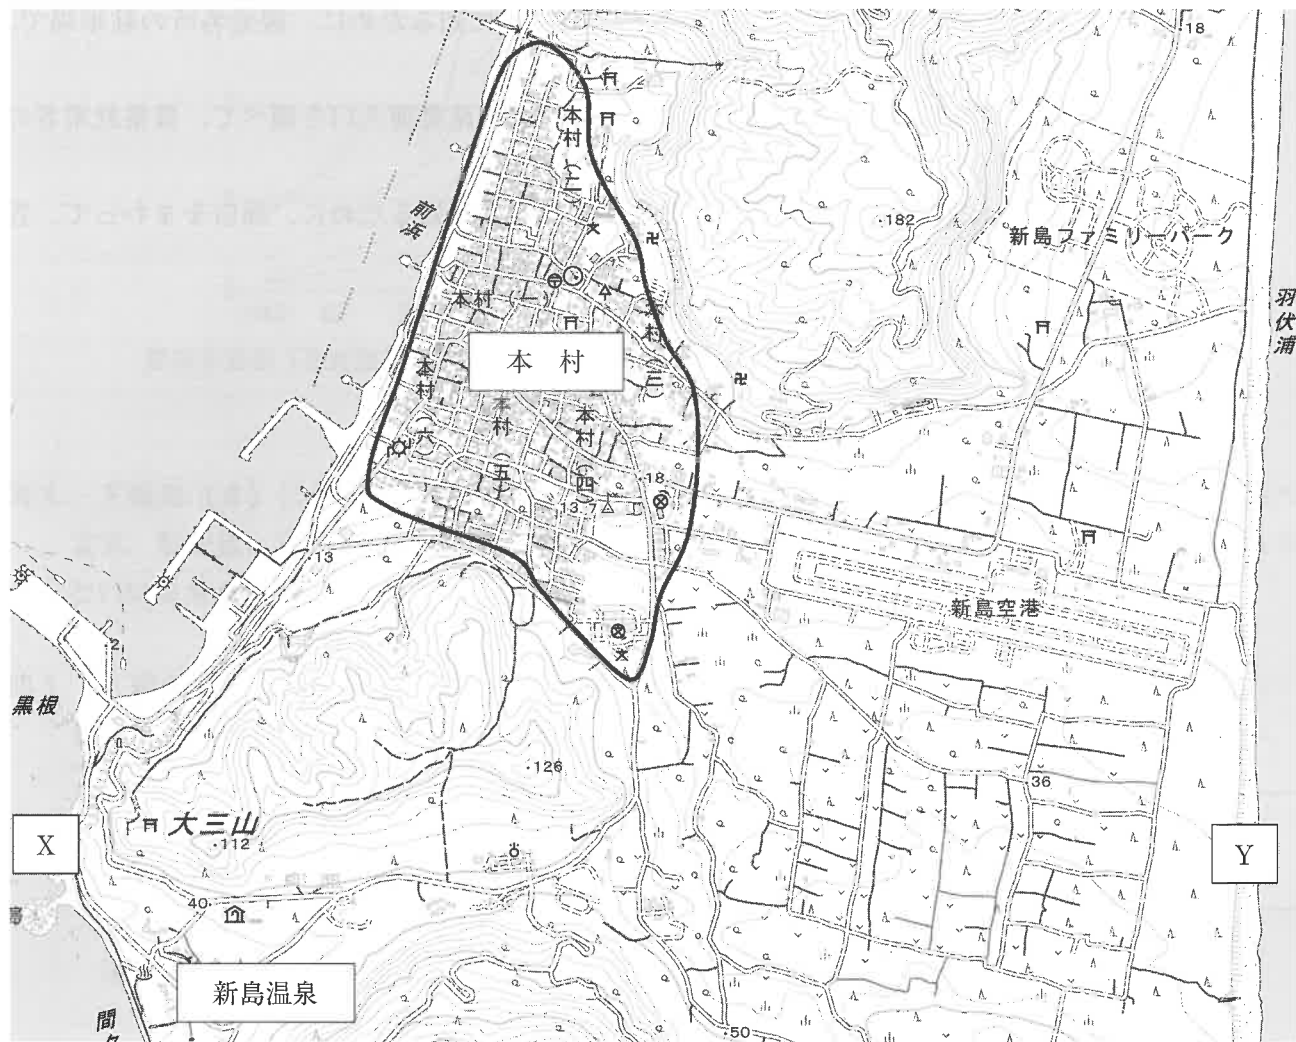 18
本村(二)
前浜
182
新島ファミリーパーク
羽伏浦
本村(一)
本村(三)
本 村
本村(六)
本村(五)
本村(四)
18
13.7
13
新島空港
2
黒根
126
36
X
大三山
112
Y
40
新島温泉
間
50